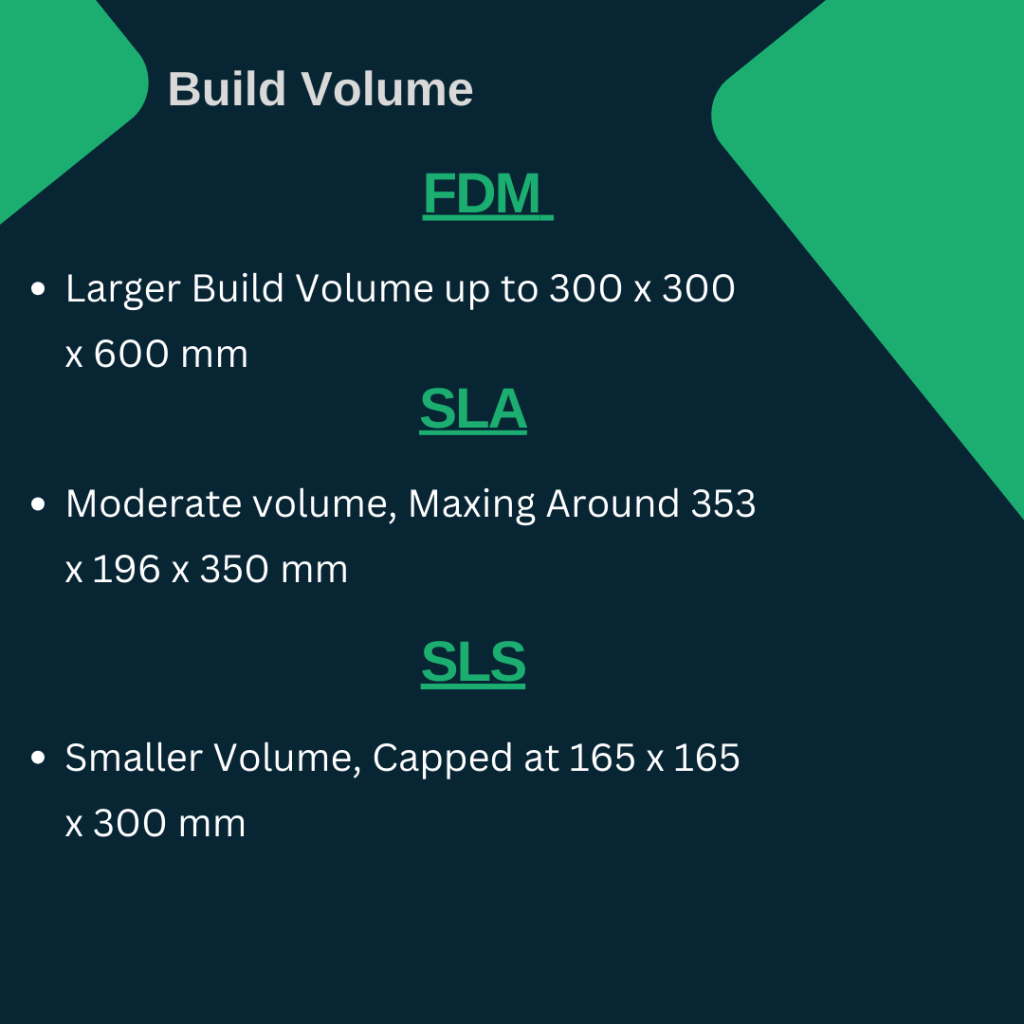 Build Volume
FDM
• Larger Build Volume up to 300 x 300
x 600 mm
SLA
• Moderate volume, Maxing Around 353
x 196 x 350 mm
SLS
• Smaller Volume, Capped at 165 x 165
x 300 mm